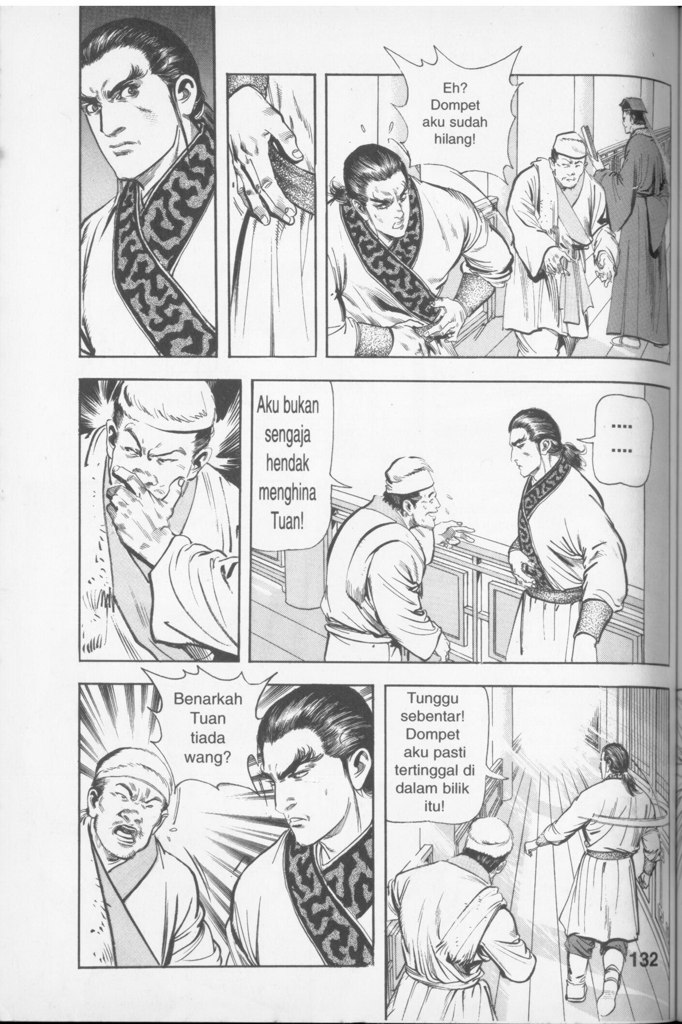 Eh?
Dompet
aku sudah
hilang!
Aku bukan
sengaja
hendak
menghina
Tuan!
....
....
Benarkah
Tuan
tiada
wang?
Tunggu
sebentar!
Dompet
aku pasti
tertinggal di
dalam bilik
itu!
132